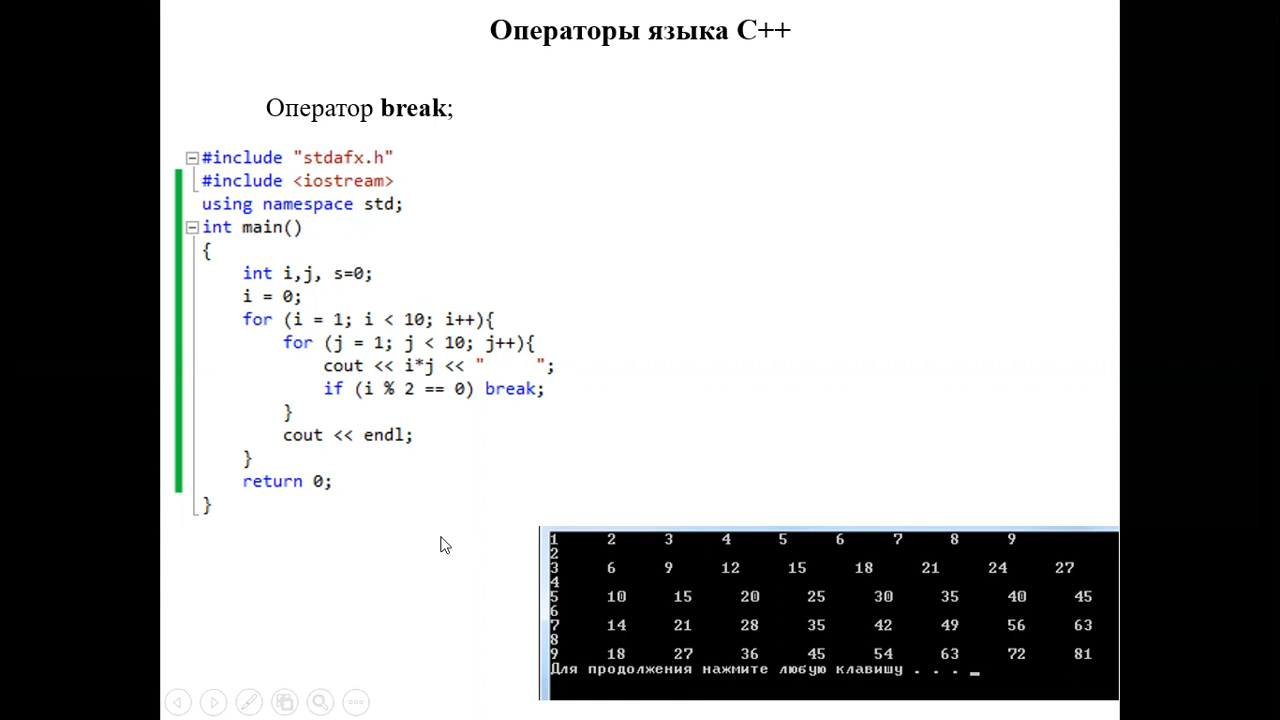 Операторы языка C++
Оператор break;
#include "stdafx.h"
#include <iostream>
using namespace std;
int main()
{
    int i,j, s=0;
    i = 0;
    for (i = 1; i < 10; i++){
        for (j = 1; j < 10; j++){
            cout << i*j << "     ";
            if (i % 2 == 0) break;
        }
        cout << endl;
    }
    return 0;
}
1     2     3     4     5     6     7     8     9
2
3     6     9     12     15     18     21     24     27
4
5     10     15     20     25     30     35     40     45
6
7     14     21     28     35     42     49     56     63
8
9     18     27     36     45     54     63     72     81
Для продолжения нажмите любую клавишу . . . _